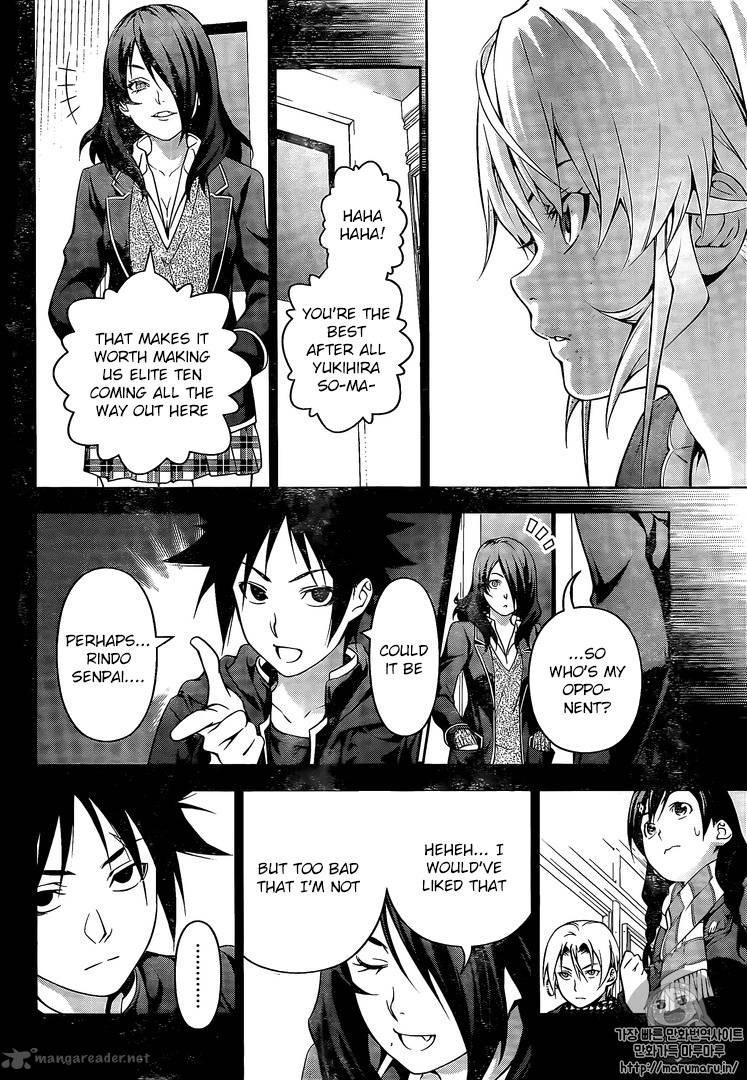 HAHA
HAHA!
YOU'RE THE
BEST
AFTER ALL
YUKIHIRA
SO-MA-
THAT MAKES IT
WORTH MAKING
US ELITE TEN
COMING ALL THE
WAY OUT HERE
...SO
WHO'S MY
OPPO-
NENT?
COULD
IT BE
PERHAPS...
RINDO
SENPAI....
HEHEH... I
WOULD'VE
LIKED THAT
BUT TOO BAD
THAT I'M NOT
.........
가장 빠른 만화번역사이트
만화가득 마루마루
http://marumaru.in/
mangareader.net